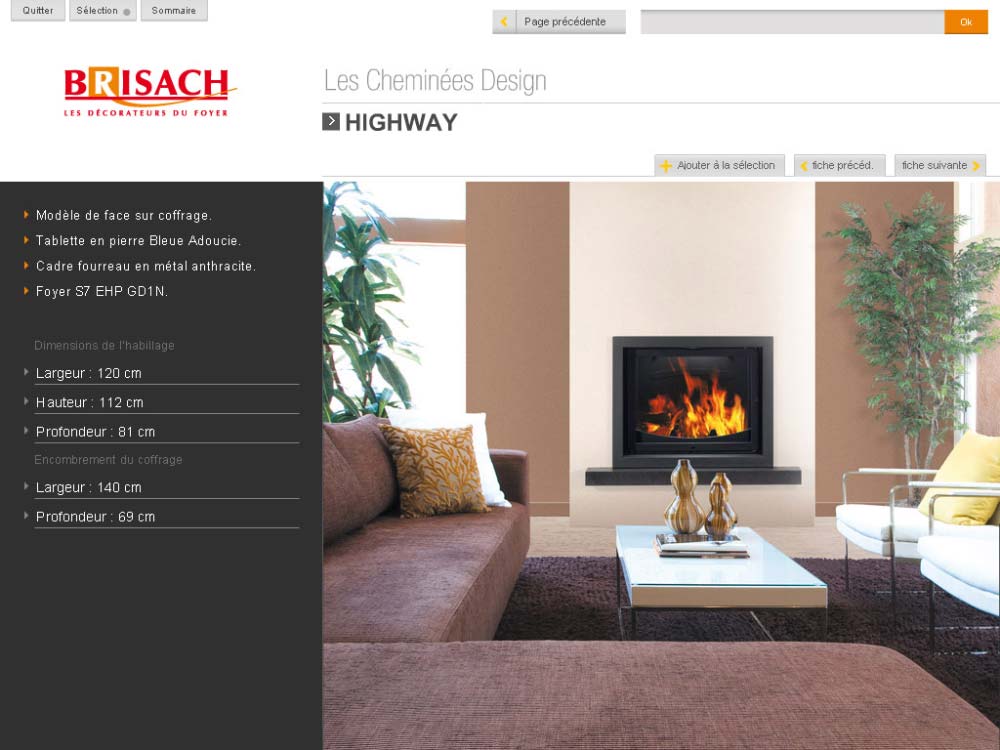 Quitter
Sélection
Sommaire
Page précédente
Ok
BRISACH
LES DÉCORATEURS DU FOYER
Les Cheminées Design
HIGHWAY
Ajouter à la sélection
fiche précéd.
fiche suivante
Modèle de face sur coffrage.
Tablette en pierre Bleue Adoucie.
Cadre fourreau en métal anthracite.
Foyer S7 EHP GD1N.
Dimensions de l'habillage
Largeur : 120 cm
Hauteur : 112 cm
Profondeur : 81 cm
Encombrement du coffrage
Largeur : 140 cm
Profondeur : 69 cm